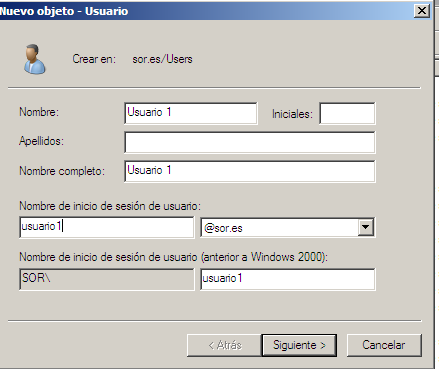 Nuevo objeto - Usuario
Crear en: sor.es/Users
Nombre: Usuario 1 Iniciales:
Apellidos:
Nombre completo: Usuario 1
Nombre de inicio de sesión de usuario:
usuario1 @sor.es
Nombre de inicio de sesión de usuario (anterior a Windows 2000):
SOR\ usuario1
< Atrás Siguiente > Cancelar